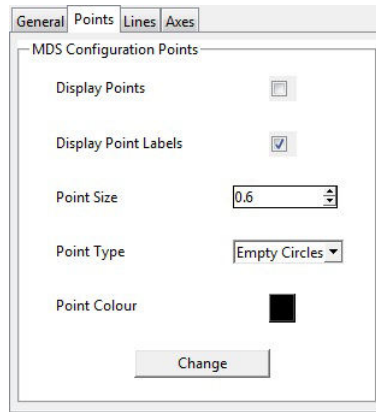 General Points Lines Axes
MDS Configuration Points
Display Points
Display Point Labels
Point Size 0.6
Point Type Empty Circles
Point Colour
Change